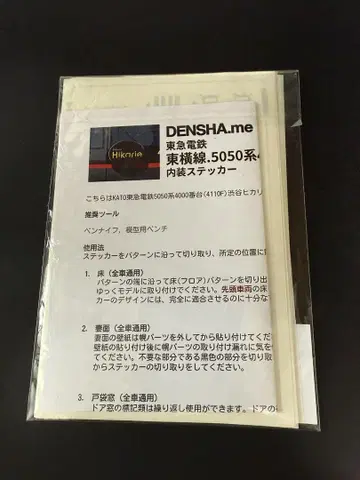 Hikarie
DENSHA.me
東急電鉄
東横線.5050系4
内装ステッカー
こちらはKATO東急電鉄5050系4000番台(4110F)渋谷ヒカリ
推奨ツール
ペンナイフ, 模型用ペンチ
使用法
ステッカーをパターンに沿って切り取り、所定の位置に
1. 床（全車適用）
パターンの端に沿って床(フロア)パターンを切り出
ゆっくモデルに取り付けてください。先頭車両の床
カーのデザインには、完全に適合させるのに十分な
2. 妻面（全車適用）
妻面の壁紙は幌パーツを外してから貼り付けてくだ
壁紙の貼り付け後に幌パーツの取り付け漏れに気を
てください。不要な部分である黒色の部分を切り取
からステッカーの切り取りをしてください。
3. 戸袋窓（全車適用）
ドア窓の標記類は繰り返し使用ができます。ドアの